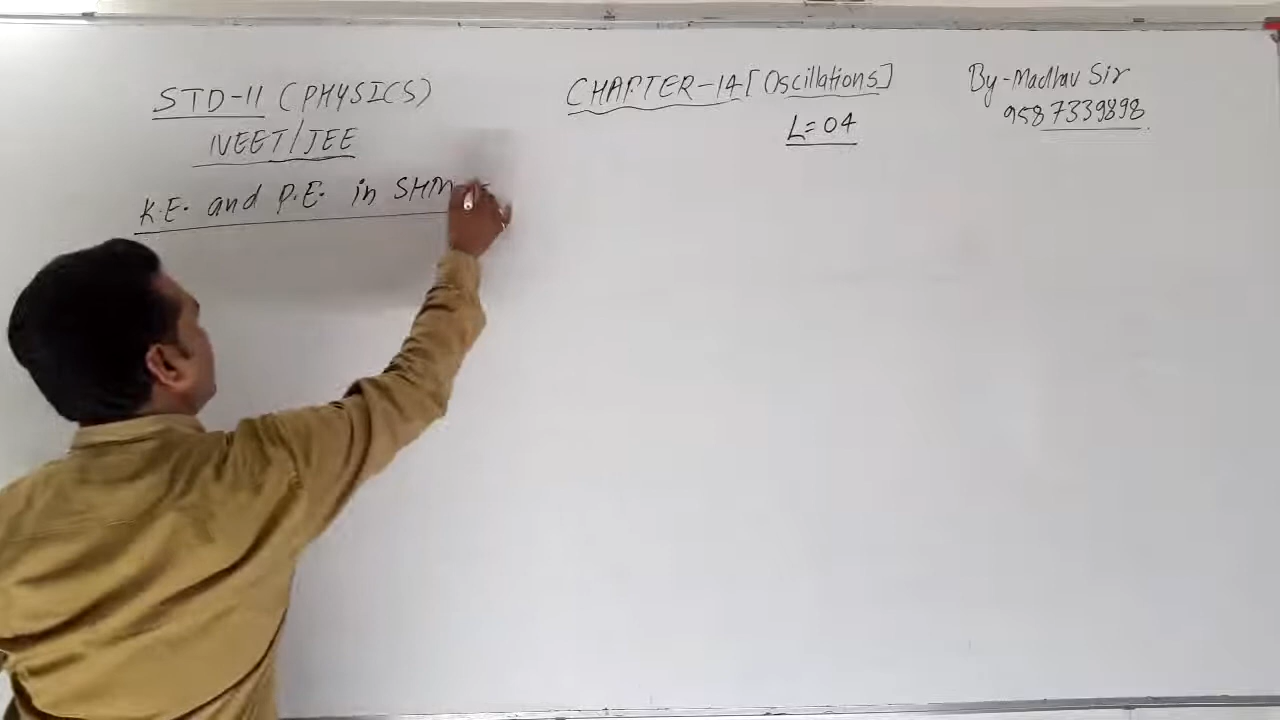 STD-11 (PHYSICS)
NEET/JEE
K.E. and P.E. in SHM
CHAPTER-14 [Oscillations]
L=04
By-Madhav Sir
9587339898